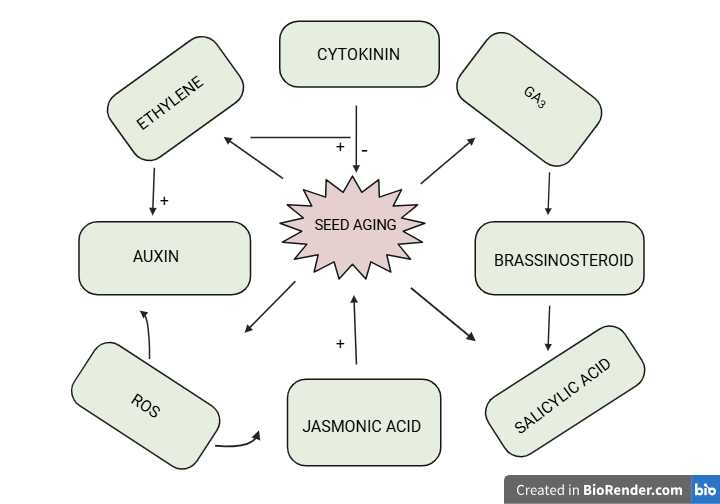 CYTOKININ
ETHYLENE
GA₃
+
-
+
SEED AGING
AUXIN
BRASSINOSTEROID
+
ROS
JASMONIC ACID
SALICYLIC ACID
Created in BioRender.com bio